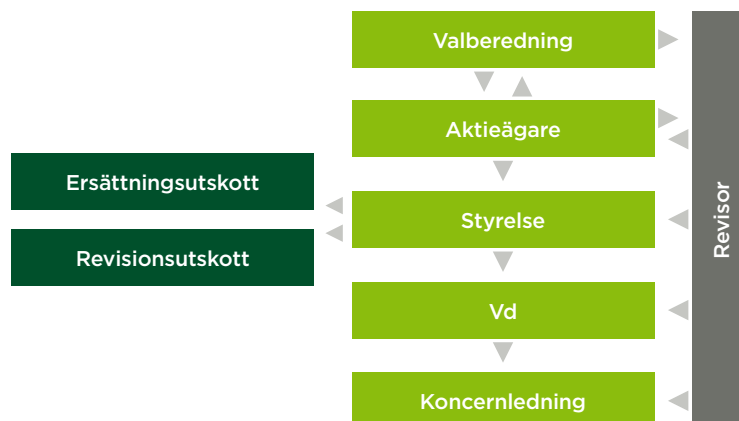 Valberedning
Aktieägare
Ersättningsutskott
Styrelse
Revisionsutskott
Vd
Koncernledning
Revisor